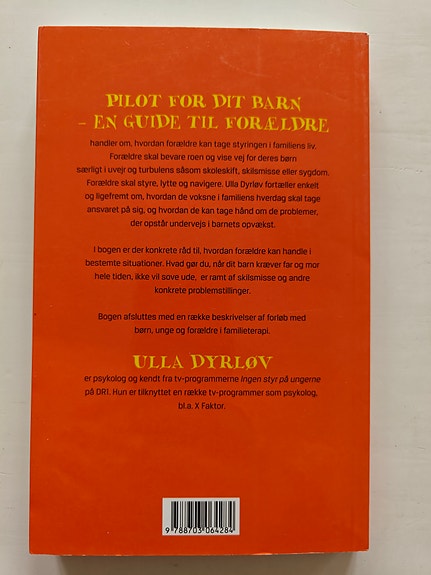 PILOT FOR DIT BARN
– EN GUIDE TIL FORÆLDRE
handler om, hvordan forældre kan tage styringen i familiens liv.
Forældre skal bevare roen og vise vej for deres børn
særligt i uvejr og turbulens såsom skoleskift, skilsmisse eller sygdom.
Forældre skal styre, lytte og navigere. Ulla Dyrløv fortæller enkelt
og ligefremt om, hvordan de voksne i familiens hverdag skal tage
ansvaret på sig, og hvordan de kan tage hånd om de problemer,
der opstår undervejs i barnets opvækst.
I bogen er der konkrete råd til, hvordan forældre kan handle i
bestemte situationer. Hvad gør du, når dit barn kræver far og mor
hele tiden, ikke vil sove ude, er ramt af skilsmisse og andre
konkrete problemstillinger.
Bogen afsluttes med en række beskrivelser af forløb med
børn, unge og forældre i familieterapi.
ULLA DYRLØV
er psykolog og kendt fra tv-programmerne Ingen styr på ungerne
på DR1. Hun er tilknyttet en række tv-programmer som psykolog,
bl.a. X Faktor.
9 788703 064284